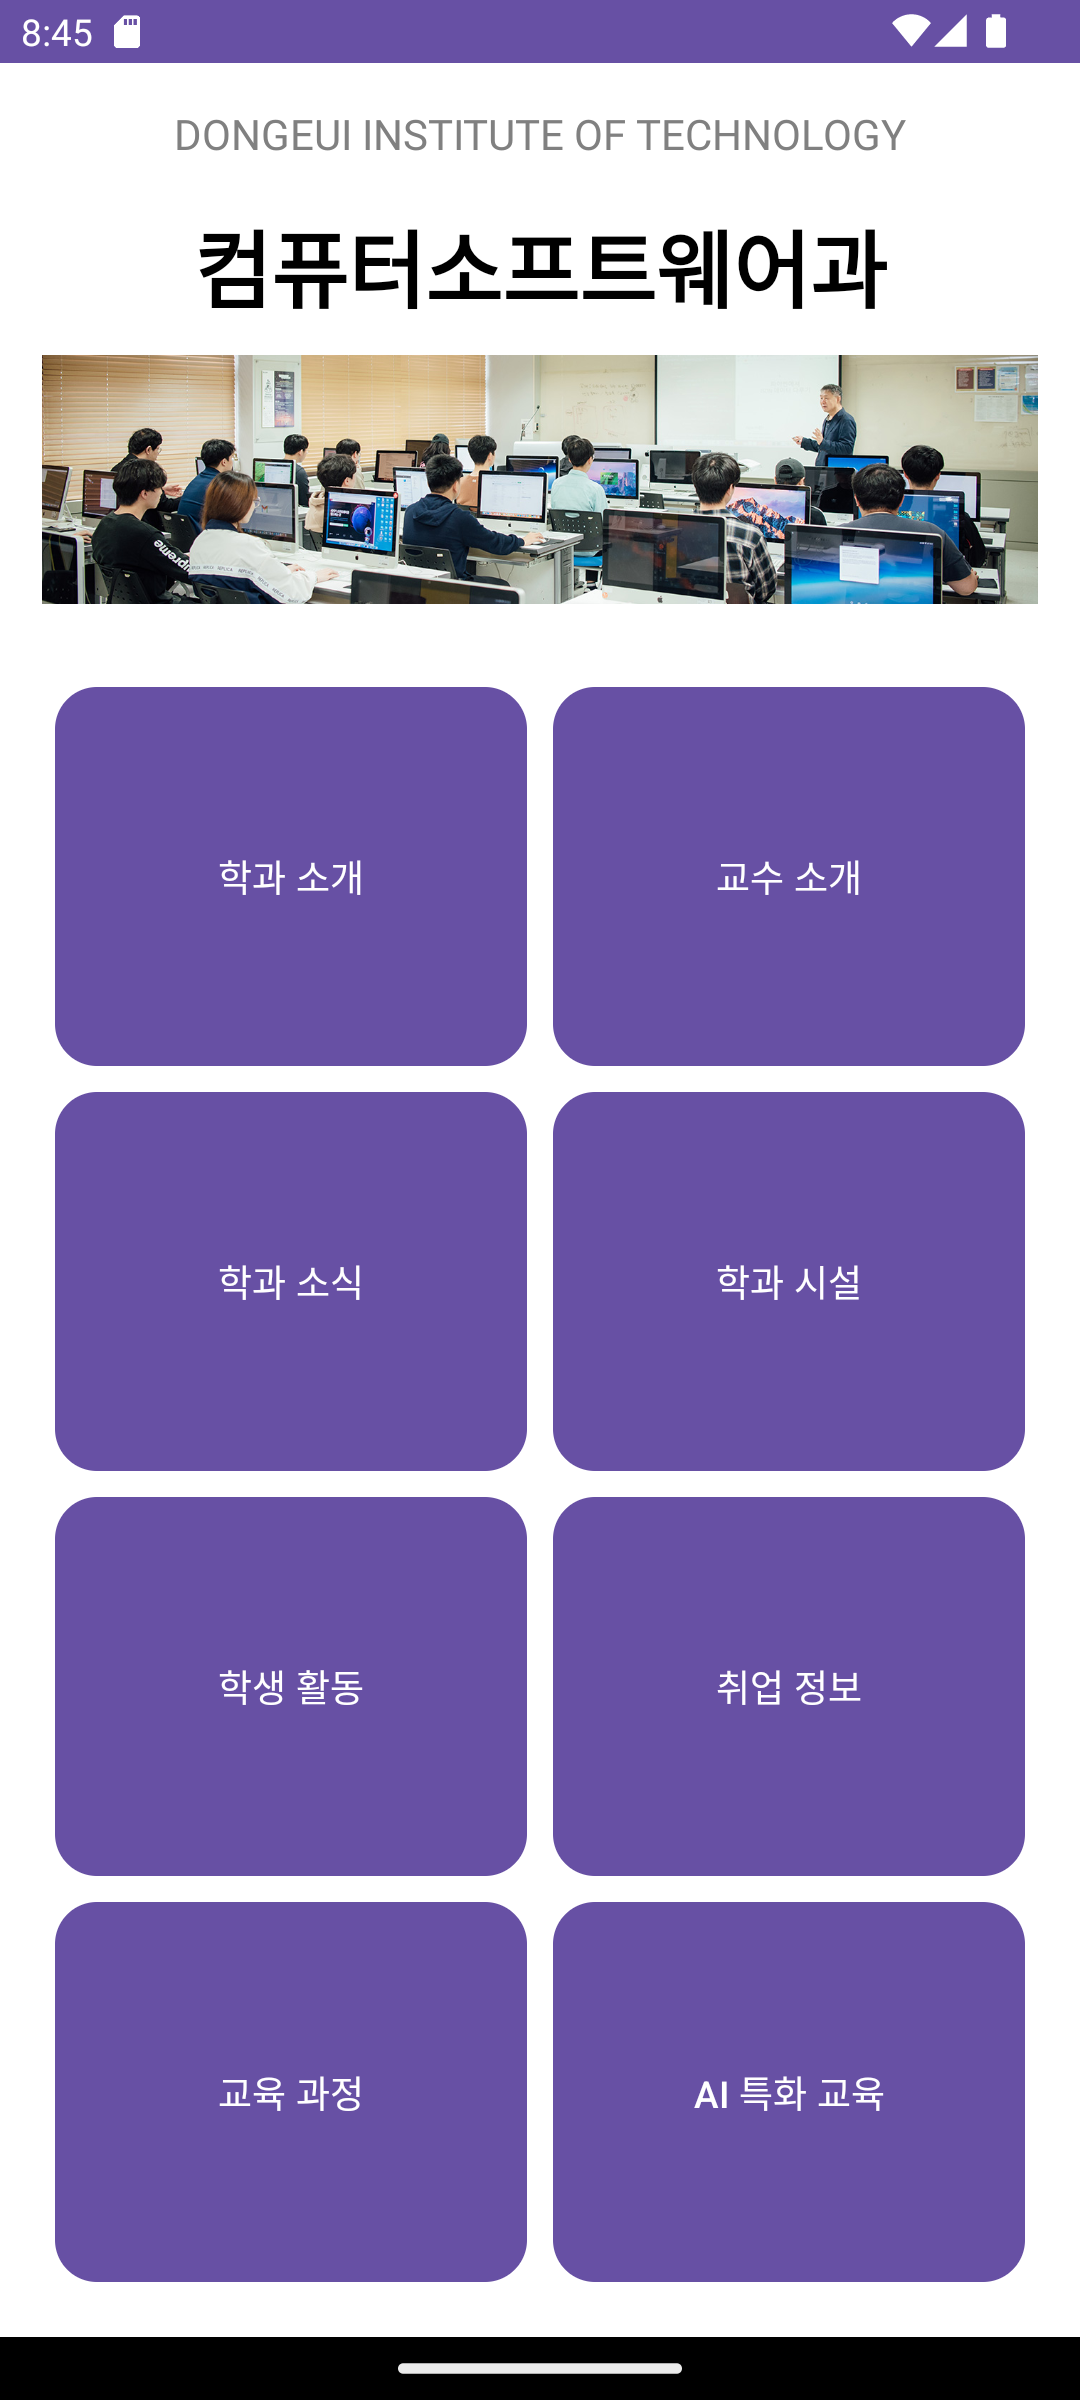 8:45
DONGEUI INSTITUTE OF TECHNOLOGY
컴퓨터소프트웨어과
supreme
학과 소개
교수 소개
학과 소식
학과 시설
학생 활동
취업 정보
교육 과정
AI 특화 교육